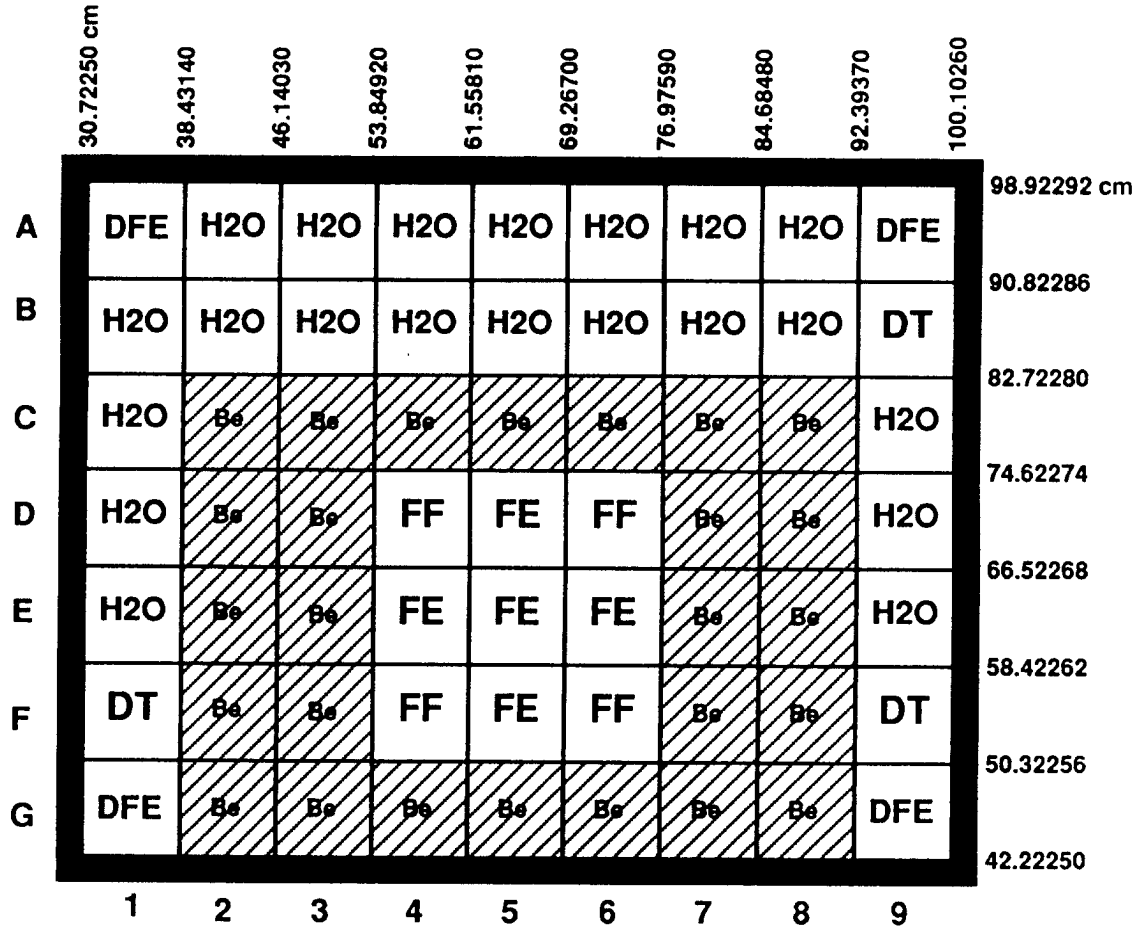 30.72250 cm 38.43140 46.14030 53.84920 61.55810 69.26700 76.97590 84.68480 92.39370 100.10260
98.92292 cm
A DFE H2O H2O H2O H2O H2O H2O H2O DFE
90.82286
B H2O H2O H2O H2O H2O H2O H2O H2O DT
82.72280
C H2O Be Be Be Be Be Be Be H2O
74.62274
D H2O Be Be FF FE FF Be Be H2O
66.52268
E H2O Be Be FE FE FE Be Be H2O
58.42262
F DT Be Be FF FE FF Be Be DT
50.32256
G DFE Be Be Be Be Be Be Be DFE
42.22250
1 2 3 4 5 6 7 8 9